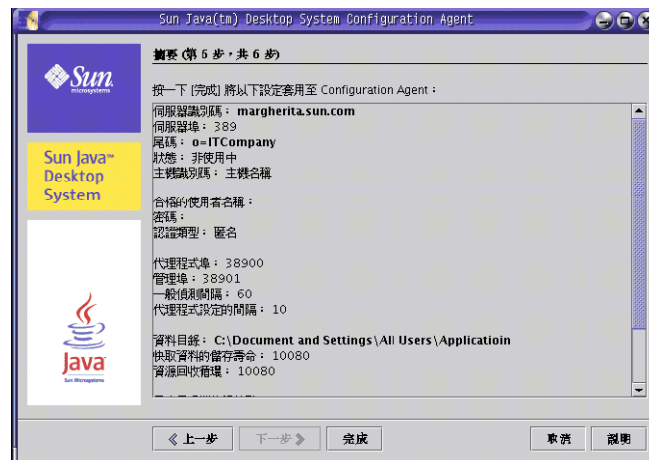 Sun Java(tm) Desktop System Configuration Agent
Sun
microsystems
Sun Java™
Desktop
System
Java
Sun Microsystems
摘要 (第 6 步，共 6 步)
按一下 [完成] 將以下設定套用至 Configuration Agent：
伺服器識別碼： margherita.sun.com
伺服器埠： 389
尾碼： o=ITCompany
狀態： 非使用中
主機識別碼： 主機名稱
合格的使用者名稱：
密碼：
認證類型： 匿名
代理程式埠： 38900
管理埠： 38901
一般偵測間隔： 60
代理程式設定的間隔： 10
資料目錄： C:\Document and Settings\All Users\Applicatioin
快取資料的儲存壽命： 10080
資源回收循環： 10080
上一步
下一步
完成
取消
說明